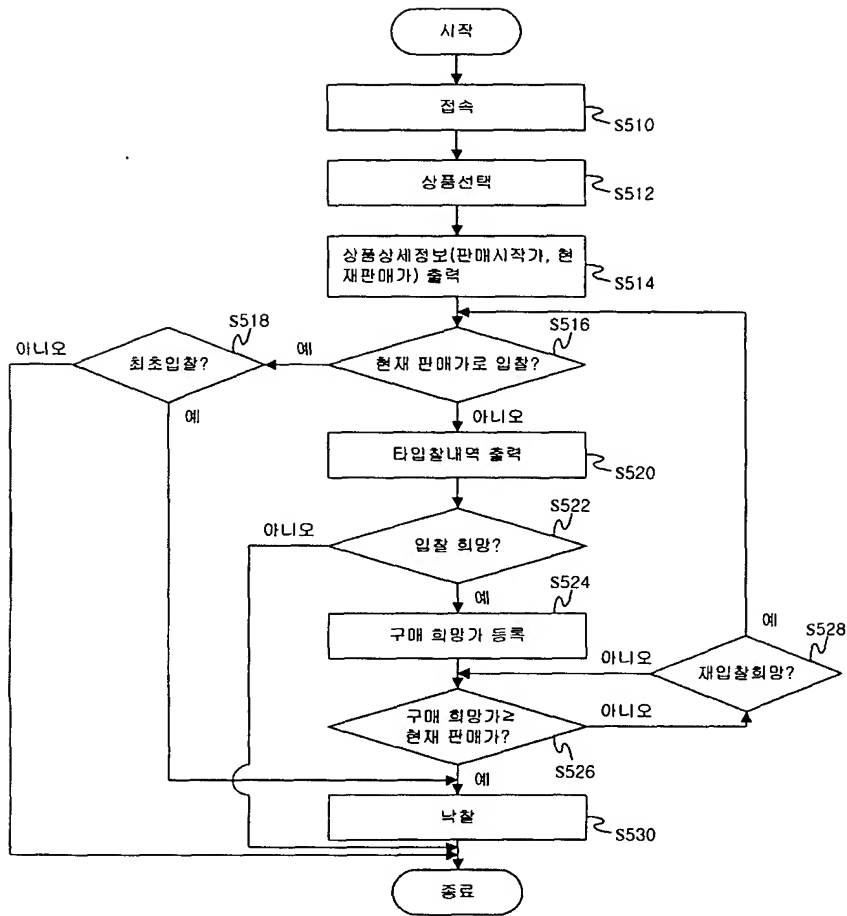 시작
접속
S510
상품선택
S512
상품상세정보(판매시작가, 현
재판매가) 출력
S514
S518
S516
아니오
최초입찰?
예
현재 판매가로 입찰?
예
아니오
타입찰내역 출력
S520
S522
아니오
입찰 희망?
예
S524
구매 희망가 등록
예
S528
아니오
재입찰희망?
구매 희망가≥
현재 판매가?
아니오
S526
예
낙찰
S530
종료